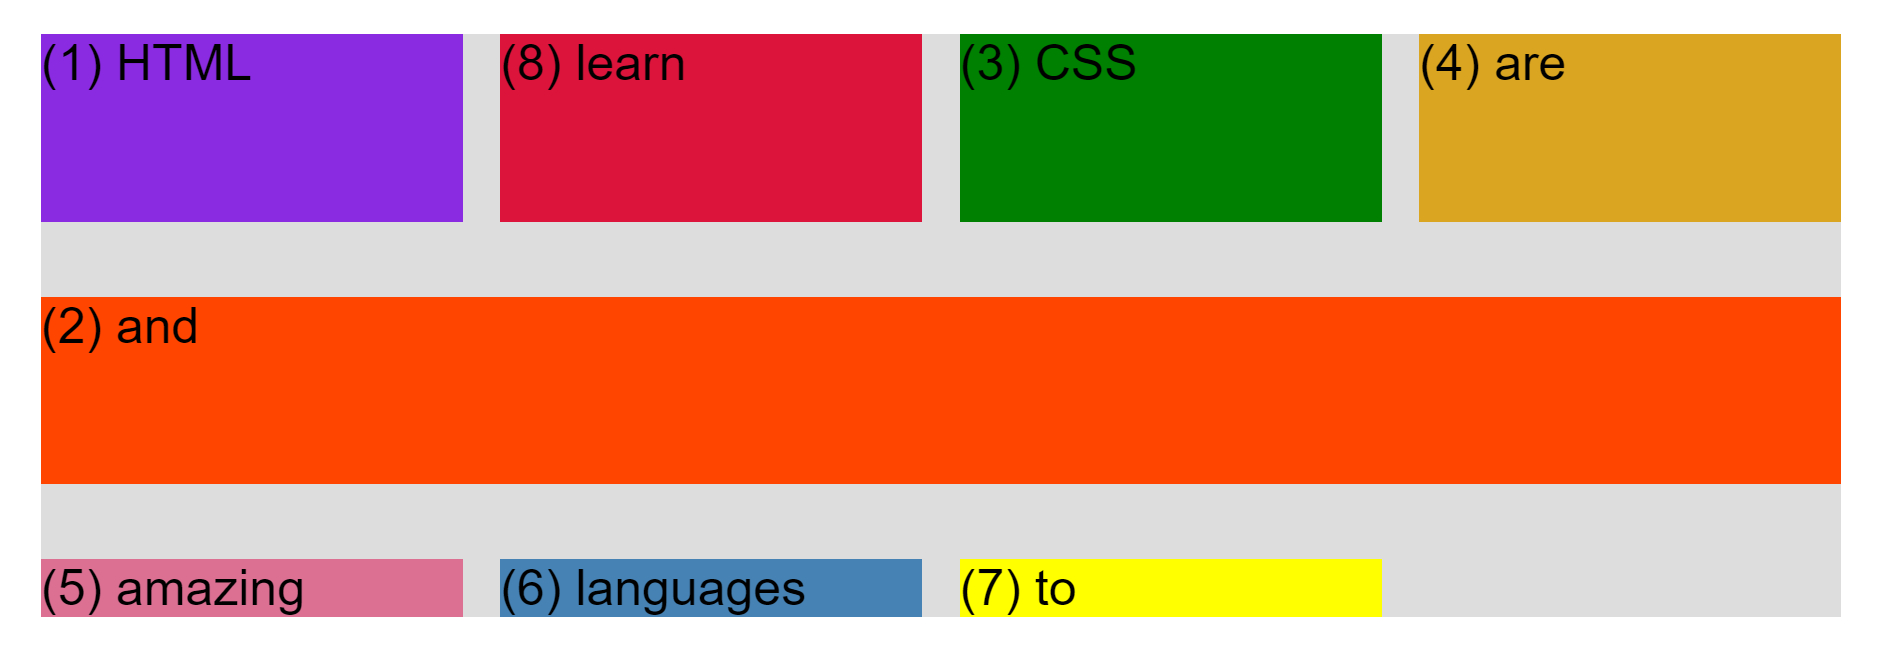 (1) HTML
(8) learn
(3) CSS
(4) are
(2) and
(5) amazing
(6) languages
(7) to